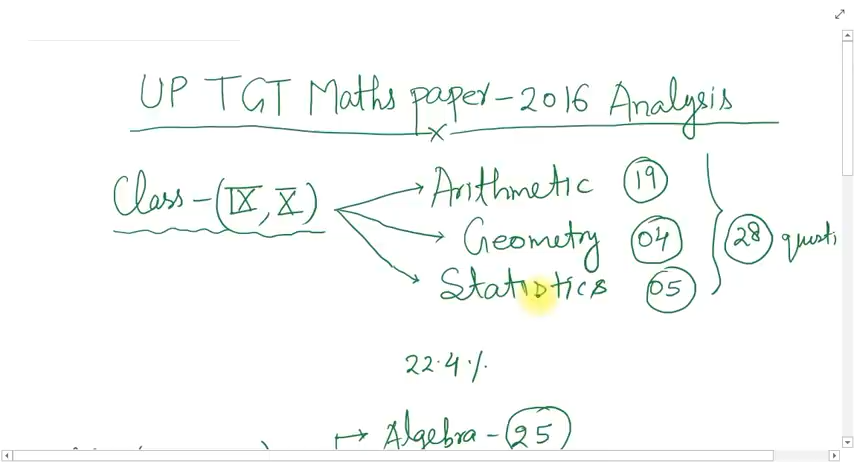 UP TGT Maths paper-2016 Analysis
x
Class-(IX, X)
Arithmetic 19
Geometry 04
Statistics 05
28 questi
22.4%
Algebra - 25